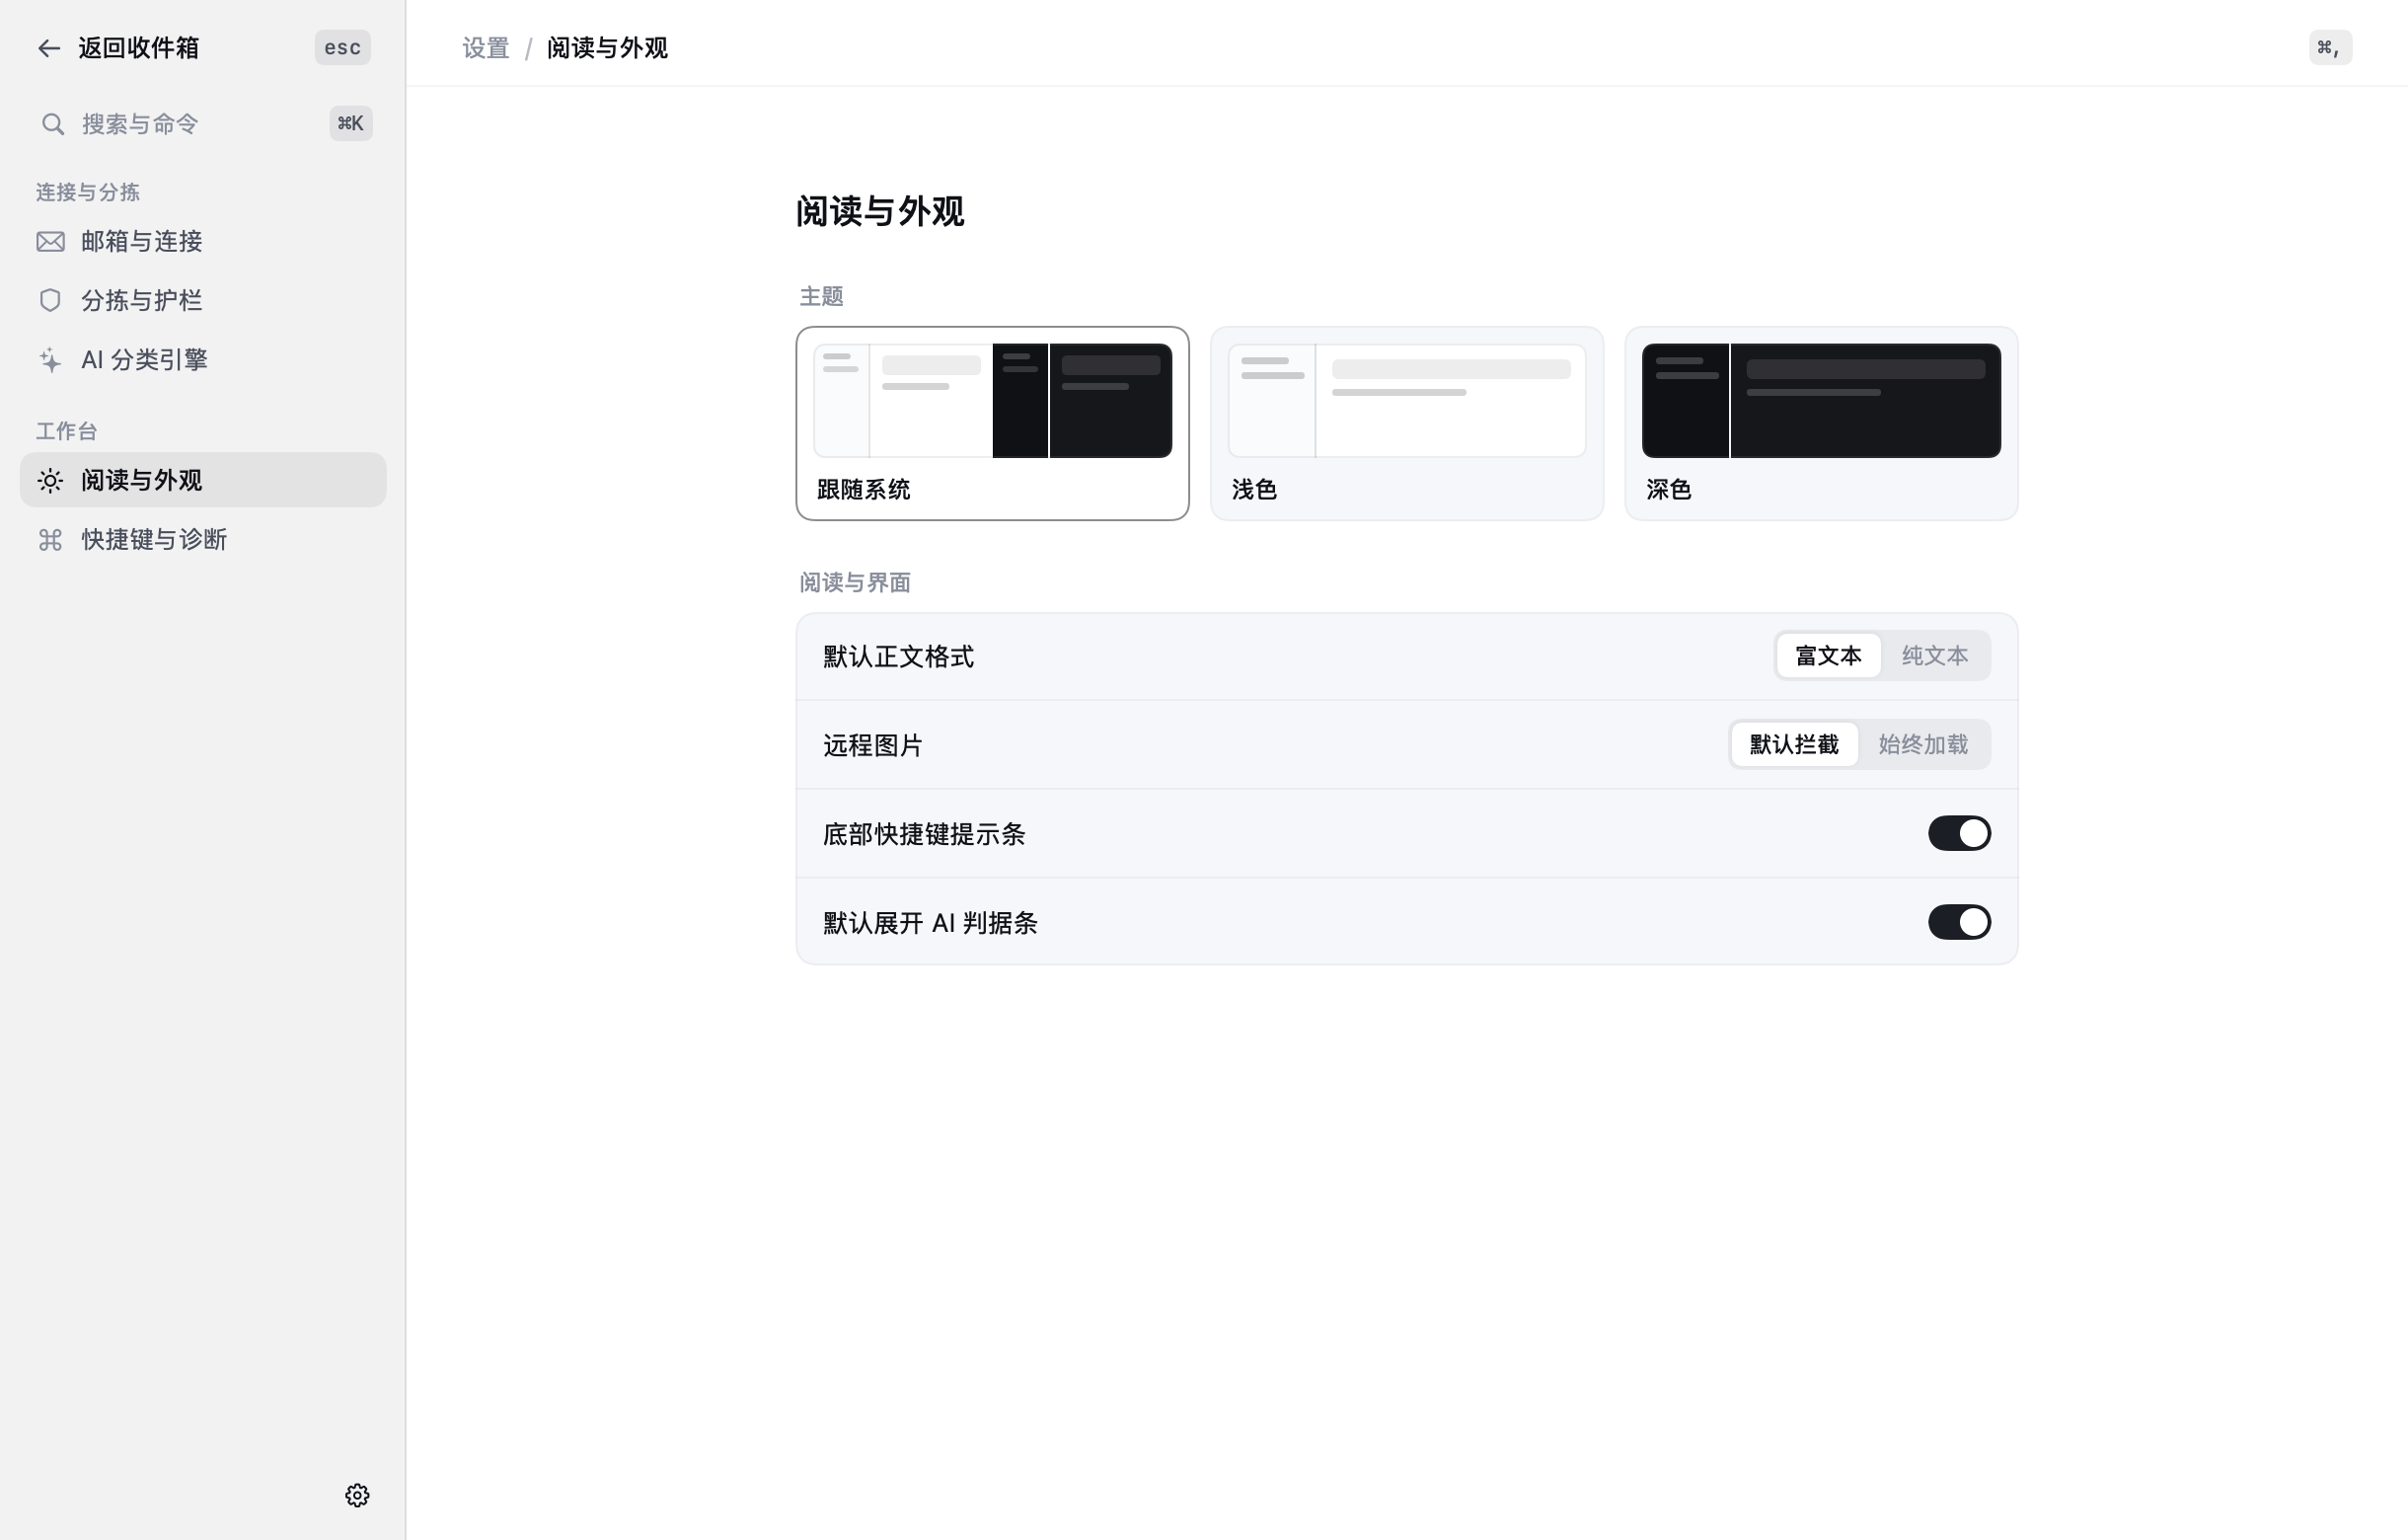 返回收件箱 esc
搜索与命令 ⌘K
连接与分拣
邮箱与连接
分拣与护栏
AI 分类引擎
工作台
阅读与外观
快捷键与诊断
设置 / 阅读与外观 ⌘,
阅读与外观
主题
跟随系统 浅色 深色
阅读与界面
默认正文格式 富文本 纯文本
远程图片 默认拦截 始终加载
底部快捷键提示条
默认展开 AI 判据条